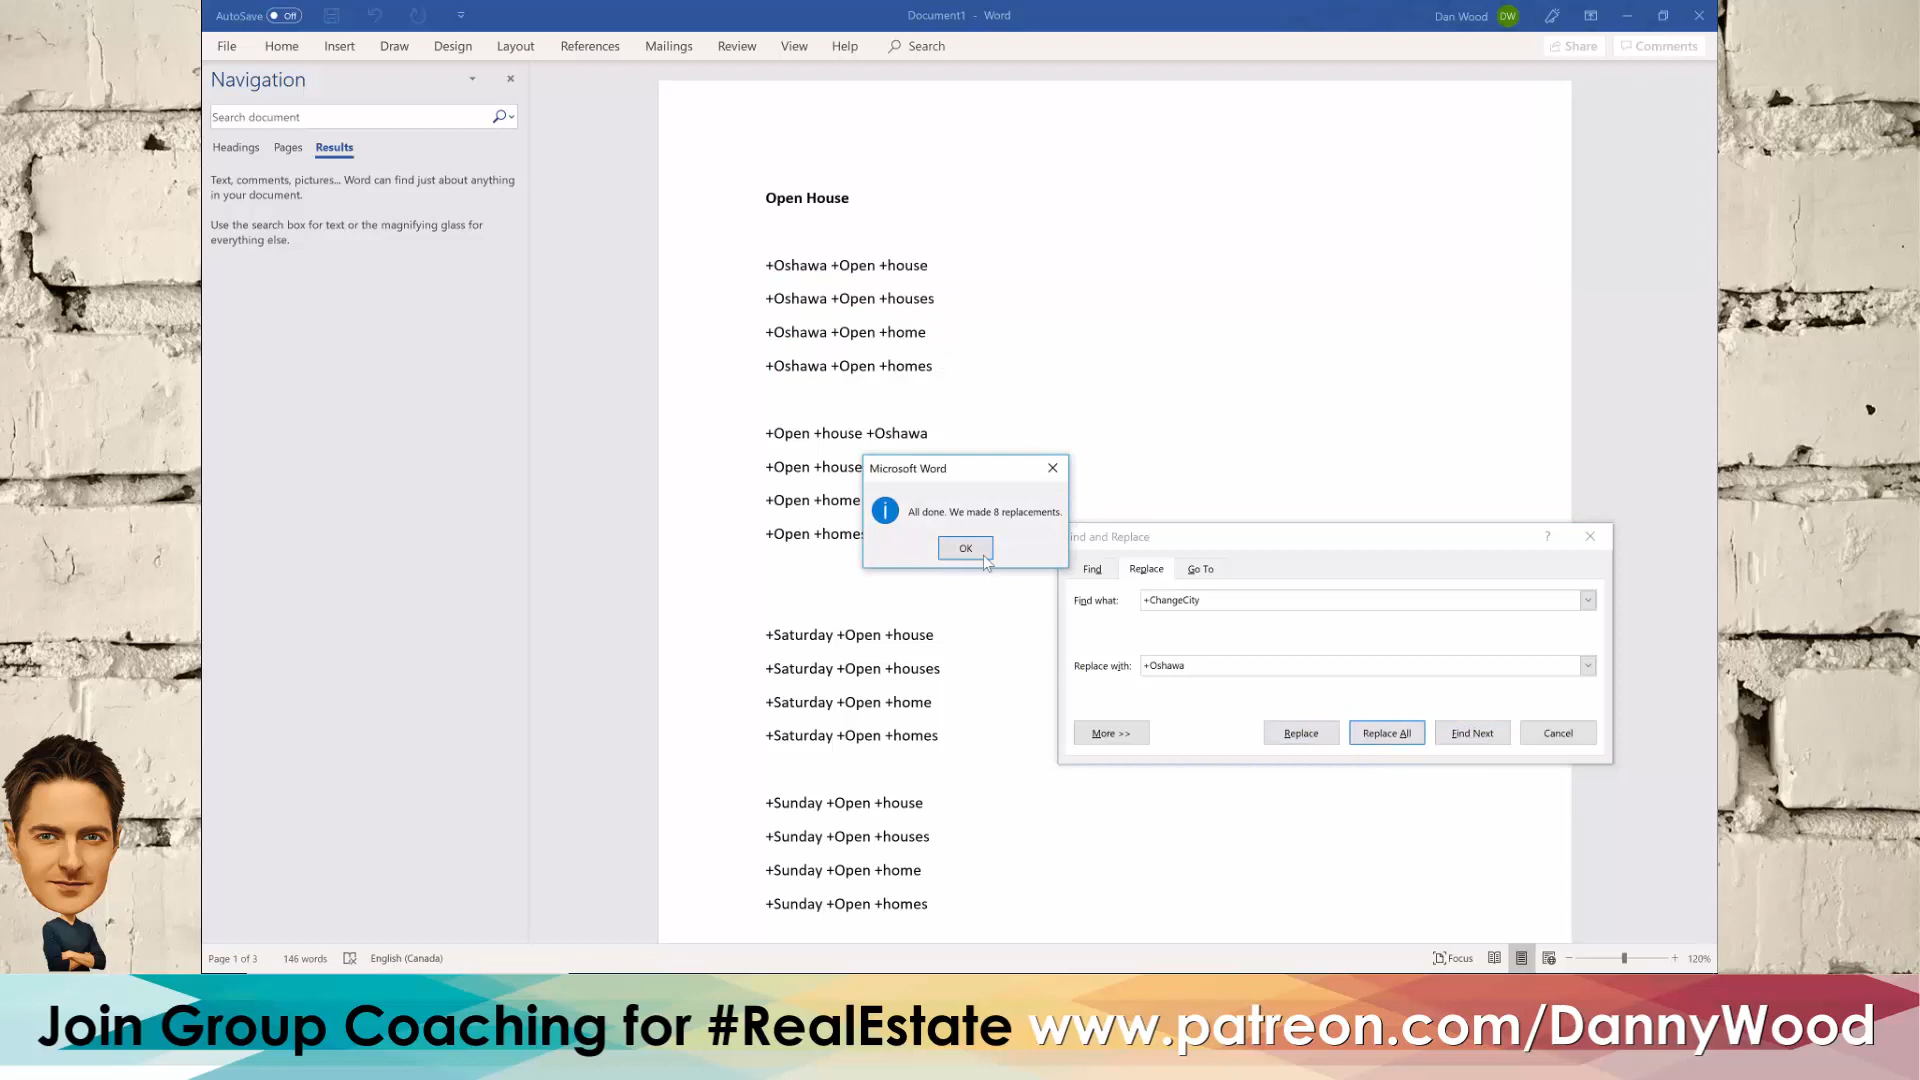 AutoSave Off
Document1 - Word
Dan Wood DW
File Home Insert Draw Design Layout References Mailings Review View Help Search
Share Comments
Navigation
Search document
Headings Pages Results
Text, comments, pictures... Word can find just about anything
in your document.
Use the search box for text or the magnifying glass for
everything else.
Open House
+Oshawa +Open +house
+Oshawa +Open +houses
+Oshawa +Open +home
+Oshawa +Open +homes
+Open +house +Oshawa
+Open +house
+Open +home
+Open +homes
+Saturday +Open +house
+Saturday +Open +houses
+Saturday +Open +home
+Saturday +Open +homes
+Sunday +Open +house
+Sunday +Open +houses
+Sunday +Open +home
+Sunday +Open +homes
Microsoft Word
All done. We made 8 replacements.
OK
ind and Replace
Find Replace Go To
Find what: +ChangeCity
Replace with: +Oshawa
More >> Replace Replace All Find Next Cancel
Page 1 of 3 146 words English (Canada)
Focus 120%
Join Group Coaching for #RealEstate www.patreon.com/DannyWood